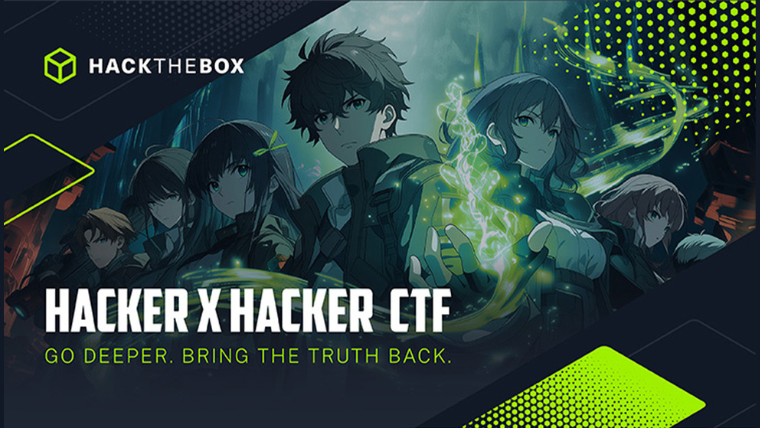 HACKTHEBOX
HACKER X HACKER CTF
GO DEEPER. BRING THE TRUTH BACK.